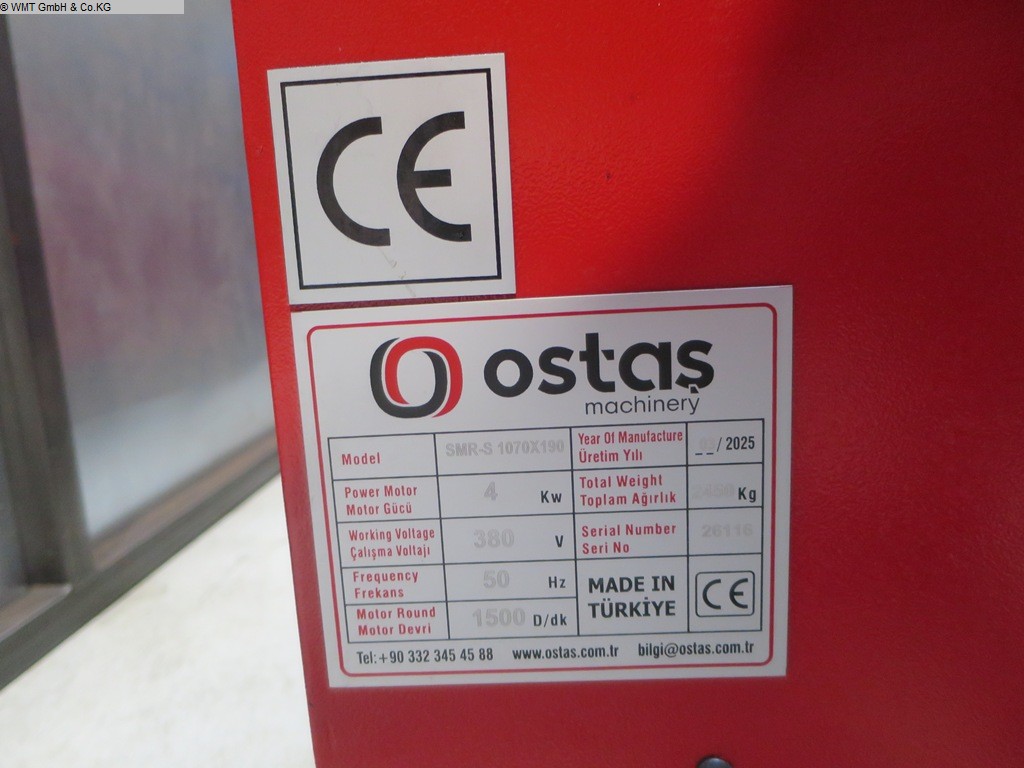 © WMT GmbH & Co.KG
CE
ostaş
machinery
Model SMR-S 1070X190 Year Of Manufacture
Üretim Yılı / 2025
Power Motor
Motor Gücü 4 Kw Total Weight
Toplam Ağırlık Kg
Working Voltage
Çalışma Voltajı 380 V Serial Number
Seri No 26116
Frequency
Frekans 50 Hz MADE IN
TÜRKİYE CE
Motor Round
Motor Devri 1500 D/dk
Tel:+90 332 345 45 88 www.ostas.com.tr bilgi@ostas.com.tr